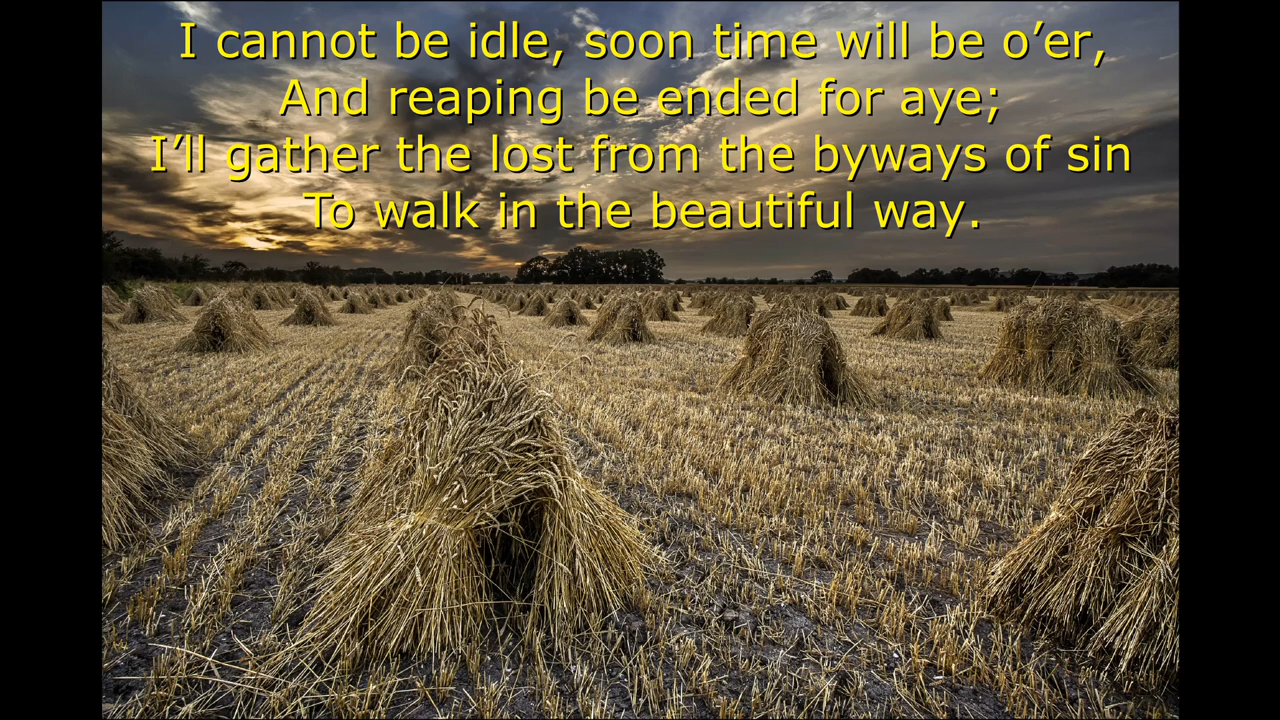 I cannot be idle, soon time will be o’er,
And reaping be ended for aye;
I’ll gather the lost from the byways of sin
To walk in the beautiful way.